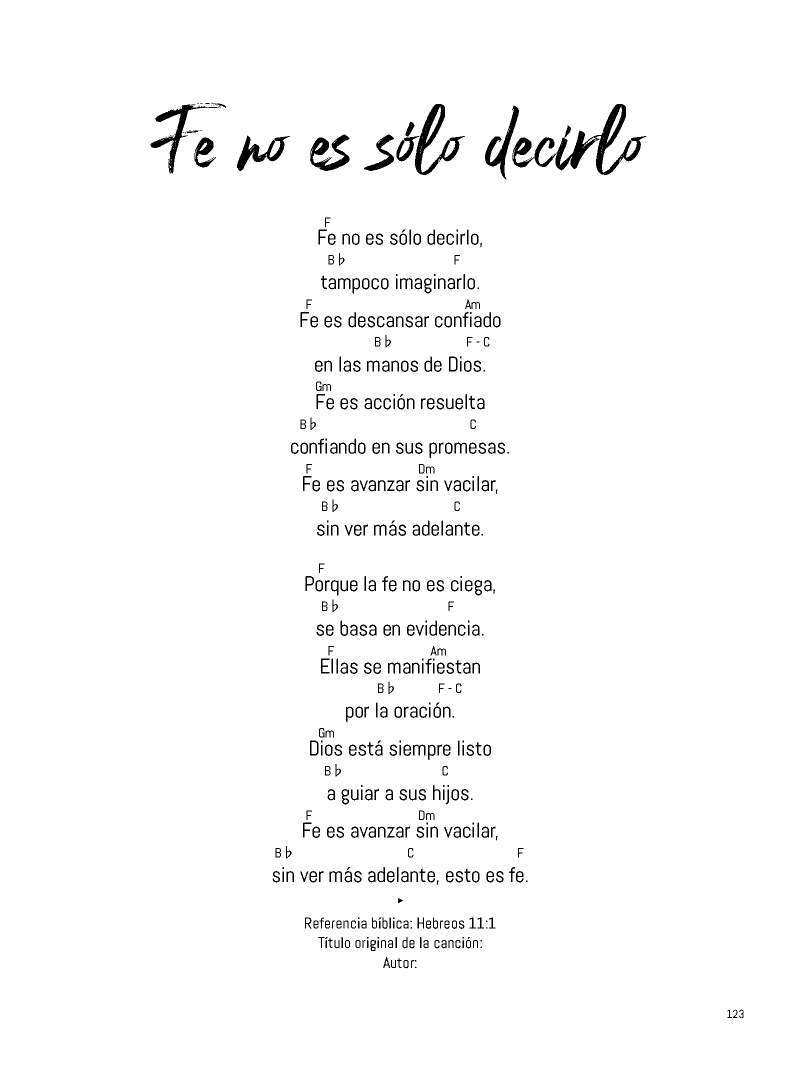 Fe no es sólo decirlo
F
Fe no es sólo decirlo,
B♭ F
tampoco imaginarlo.
F Am
Fe es descansar confiado
B♭ F - C
en las manos de Dios.
Gm
Fe es acción resuelta
B♭ C
confiando en sus promesas.
F Dm
Fe es avanzar sin vacilar,
B♭ C
sin ver más adelante.
F
Porque la fe no es ciega,
B♭ F
se basa en evidencia.
F Am
Ellas se manifiestan
B♭ F - C
por la oración.
Gm
Dios está siempre listo
B♭ C
a guiar a sus hijos.
F Dm
Fe es avanzar sin vacilar,
B♭ C F
sin ver más adelante, esto es fe.
Referencia bíblica: Hebreos 11:1
Título original de la canción:
Autor:
123